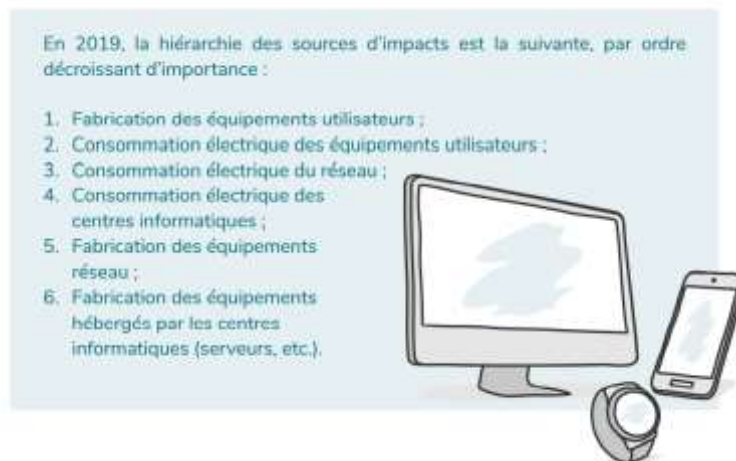 En 2019, la hiérarchie des sources d'impacts est la suivante, par ordre
décroissant d'importance :
1. Fabrication des équipements utilisateurs ;
2. Consommation électrique des équipements utilisateurs ;
3. Consommation électrique du réseau ;
4. Consommation électrique des
centres informatiques ;
5. Fabrication des équipements
réseau ;
6. Fabrication des équipements
hébergés par les centres
informatiques (serveurs, etc.).